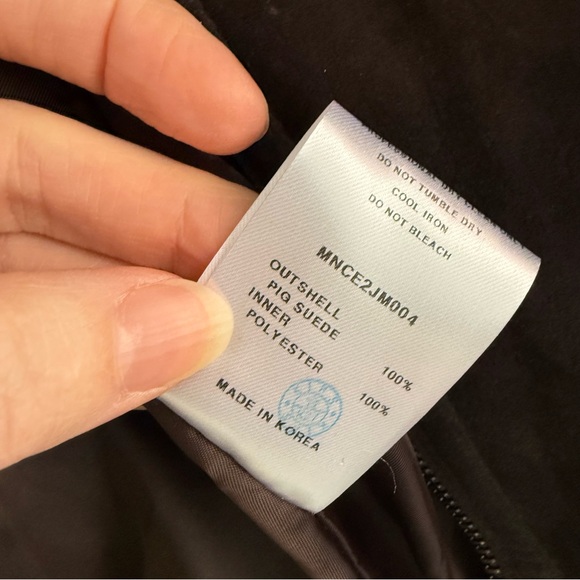 DO NOT TUMBLE DRY
COOL IRON
DO NOT BLEACH
MNCE2JM004
OUTSHELL
PIG SUEDE 100%
INNER
POLYESTER 100%
MADE IN KOREA